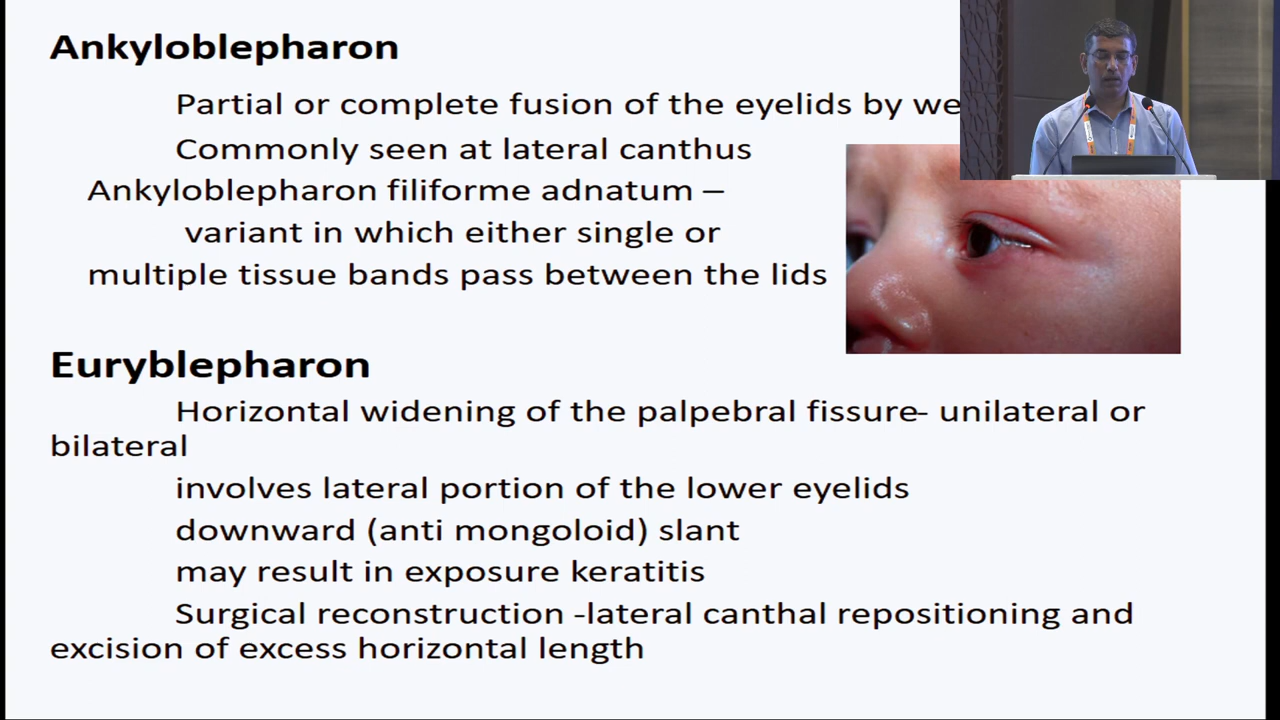 Ankyloblepharon
Partial or complete fusion of the eyelids by
Commonly seen at lateral canthus
Ankyloblepharon filiforme adnatum –
variant in which either single or
multiple tissue bands pass between the lids
Euryblepharon
Horizontal widening of the palpebral fissure- unilateral or
bilateral
involves lateral portion of the lower eyelids
downward (anti mongoloid) slant
may result in exposure keratitis
Surgical reconstruction -lateral canthal repositioning and
excision of excess horizontal length